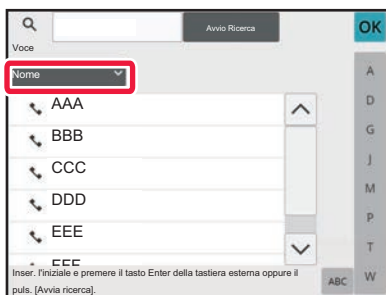 Avvio Ricerca
OK
Voce
Nome
A
AAA
D
BBB
G
CCC
J
DDD
M
EEE
P
FFF
T
Inser. l'iniziale e premere il tasto Enter della tastiera esterna oppure il
puls. [Avvia ricerca].
ABC
W